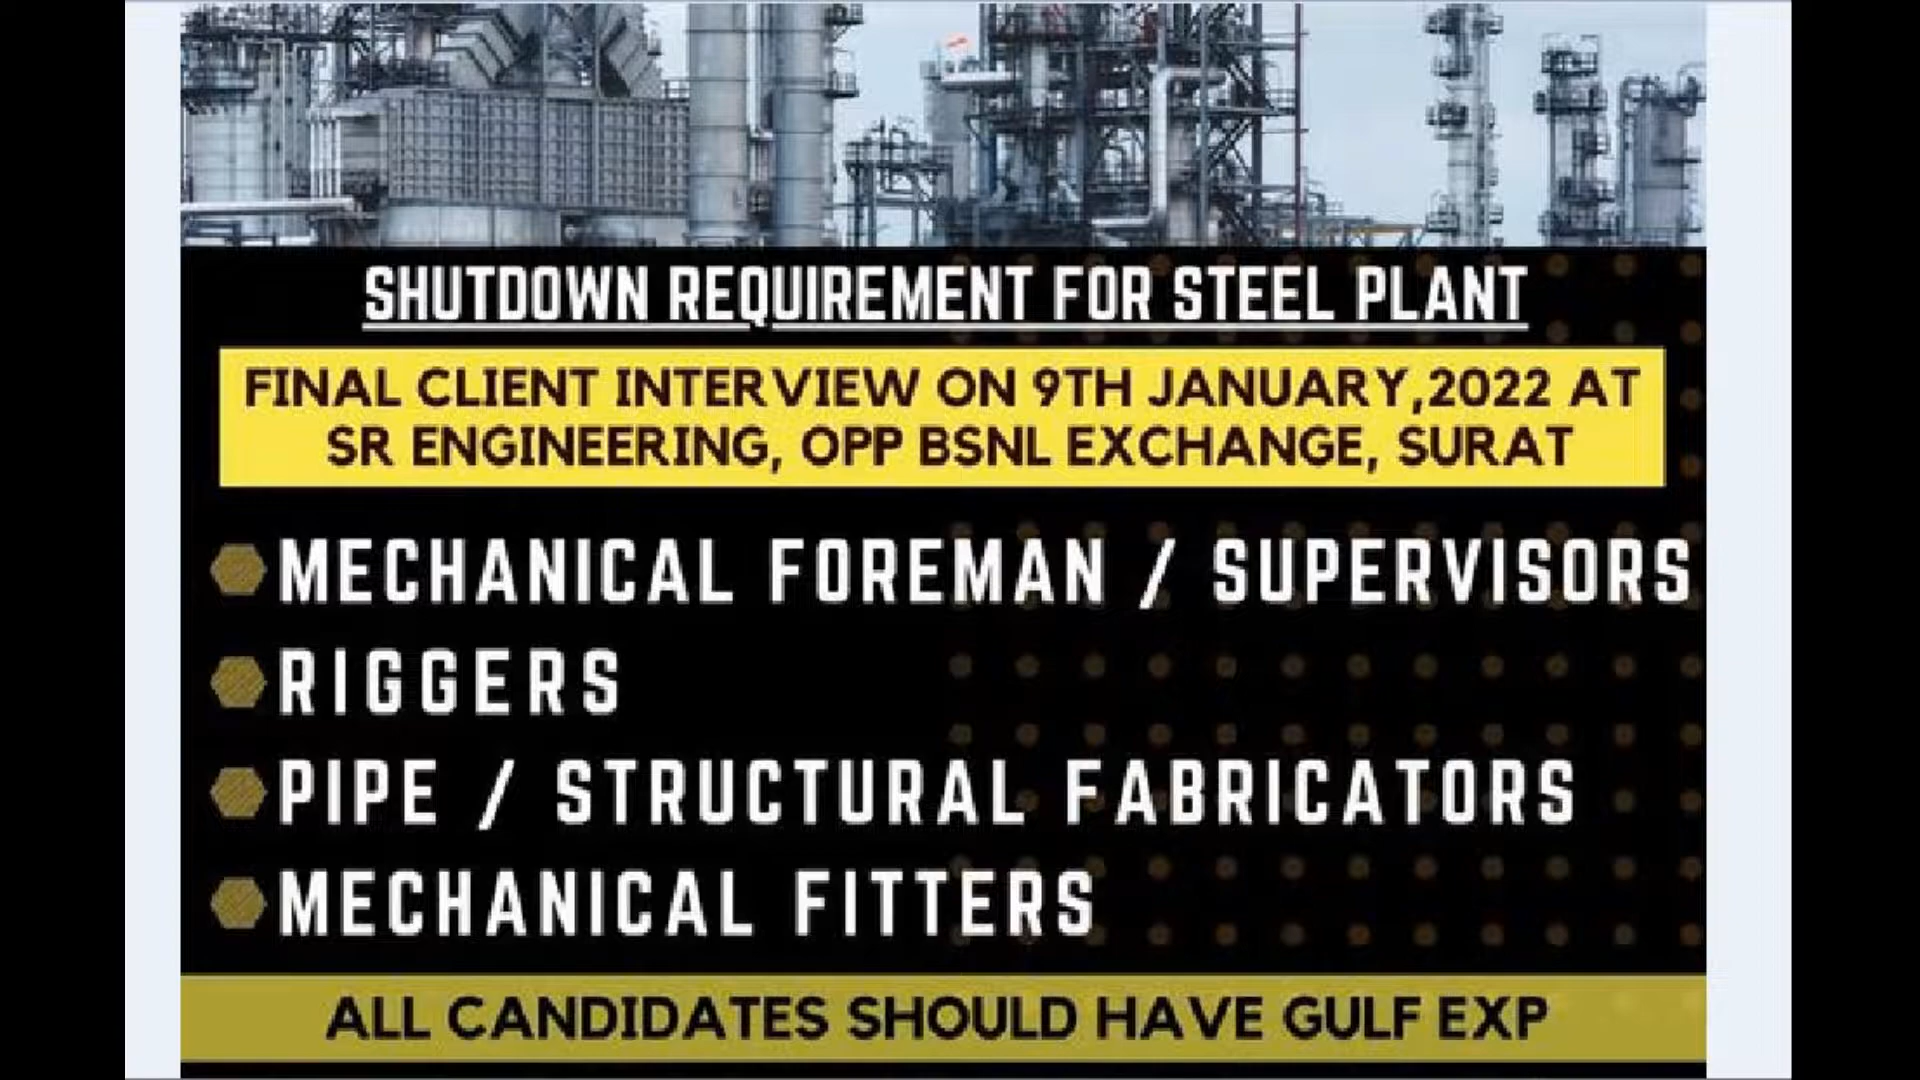 SHUTDOWN REQUIREMENT FOR STEEL PLANT
FINAL CLIENT INTERVIEW ON 9TH JANUARY,2022 AT
SR ENGINEERING, OPP BSNL EXCHANGE, SURAT
MECHANICAL FOREMAN / SUPERVISORS
RIGGERS
PIPE / STRUCTURAL FABRICATORS
MECHANICAL FITTERS
ALL CANDIDATES SHOULD HAVE GULF EXP